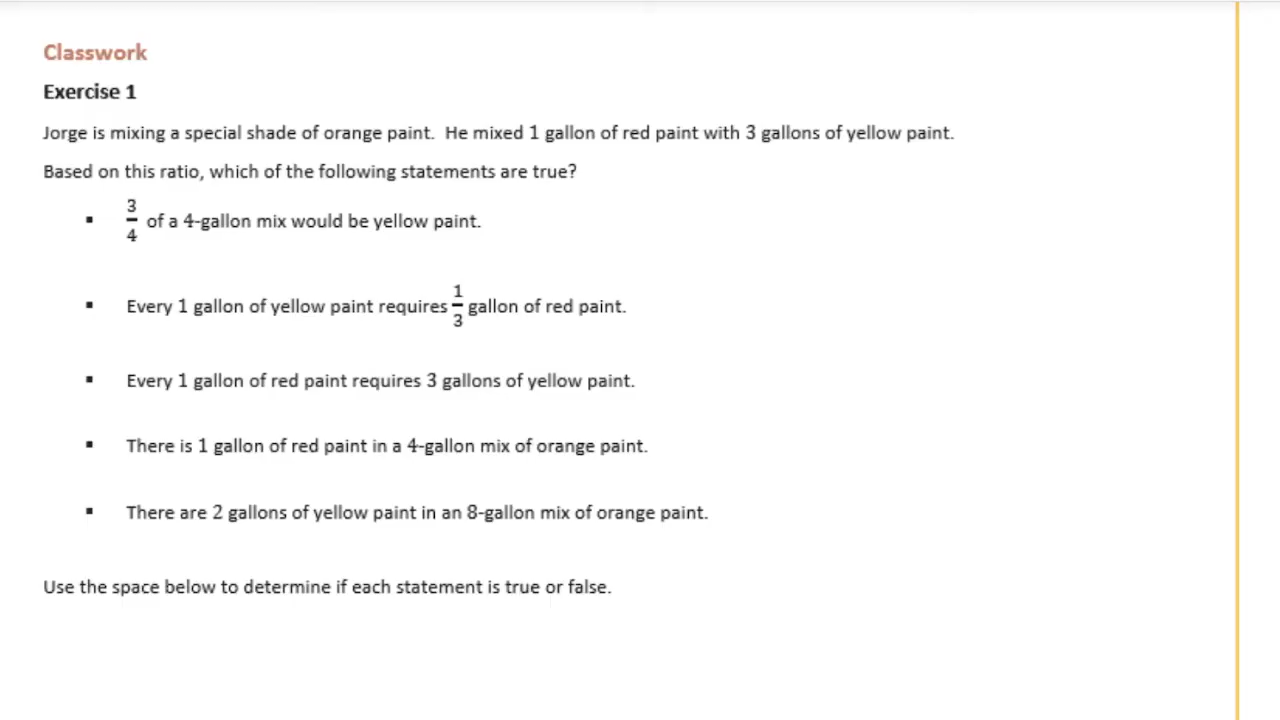 Classwork
Exercise 1
Jorge is mixing a special shade of orange paint. He mixed 1 gallon of red paint with 3 gallons of yellow paint.
Based on this ratio, which of the following statements are true?
▪ 3/4 of a 4-gallon mix would be yellow paint.
▪ Every 1 gallon of yellow paint requires 1/3 gallon of red paint.
▪ Every 1 gallon of red paint requires 3 gallons of yellow paint.
▪ There is 1 gallon of red paint in a 4-gallon mix of orange paint.
▪ There are 2 gallons of yellow paint in an 8-gallon mix of orange paint.
Use the space below to determine if each statement is true or false.